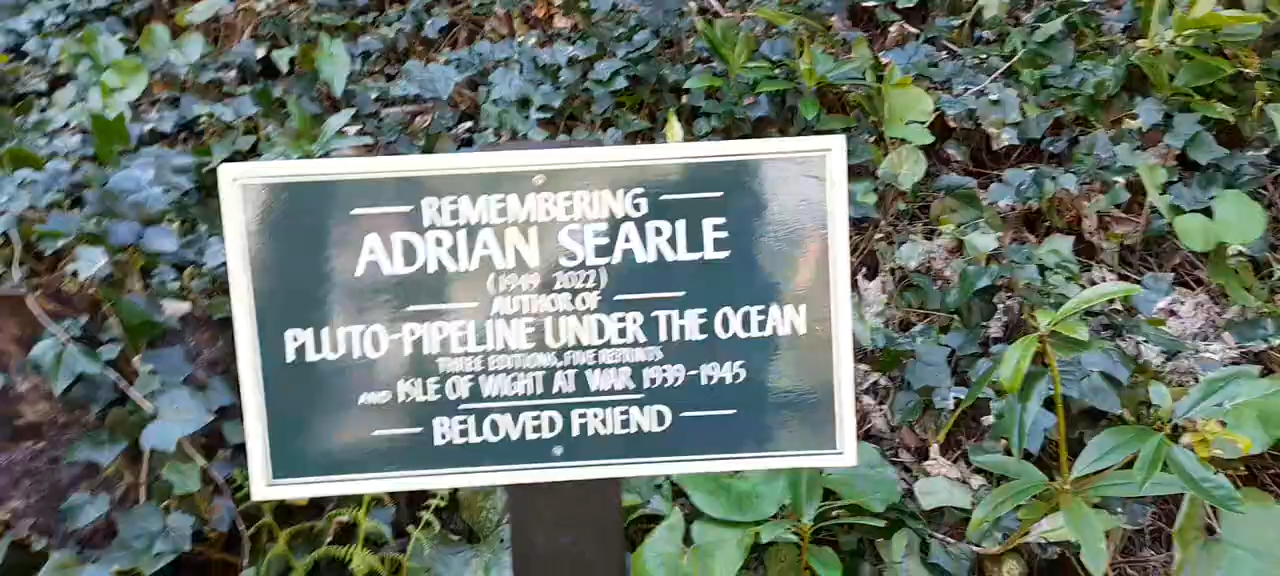 REMEMBERING
ADRIAN SEARLE
(1949 2022)
AUTHOR OF
PLUTO-PIPELINE UNDER THE OCEAN
THREE EDITIONS, FIVE REPRINTS
AND ISLE OF WIGHT AT WAR 1939-1945
BELOVED FRIEND